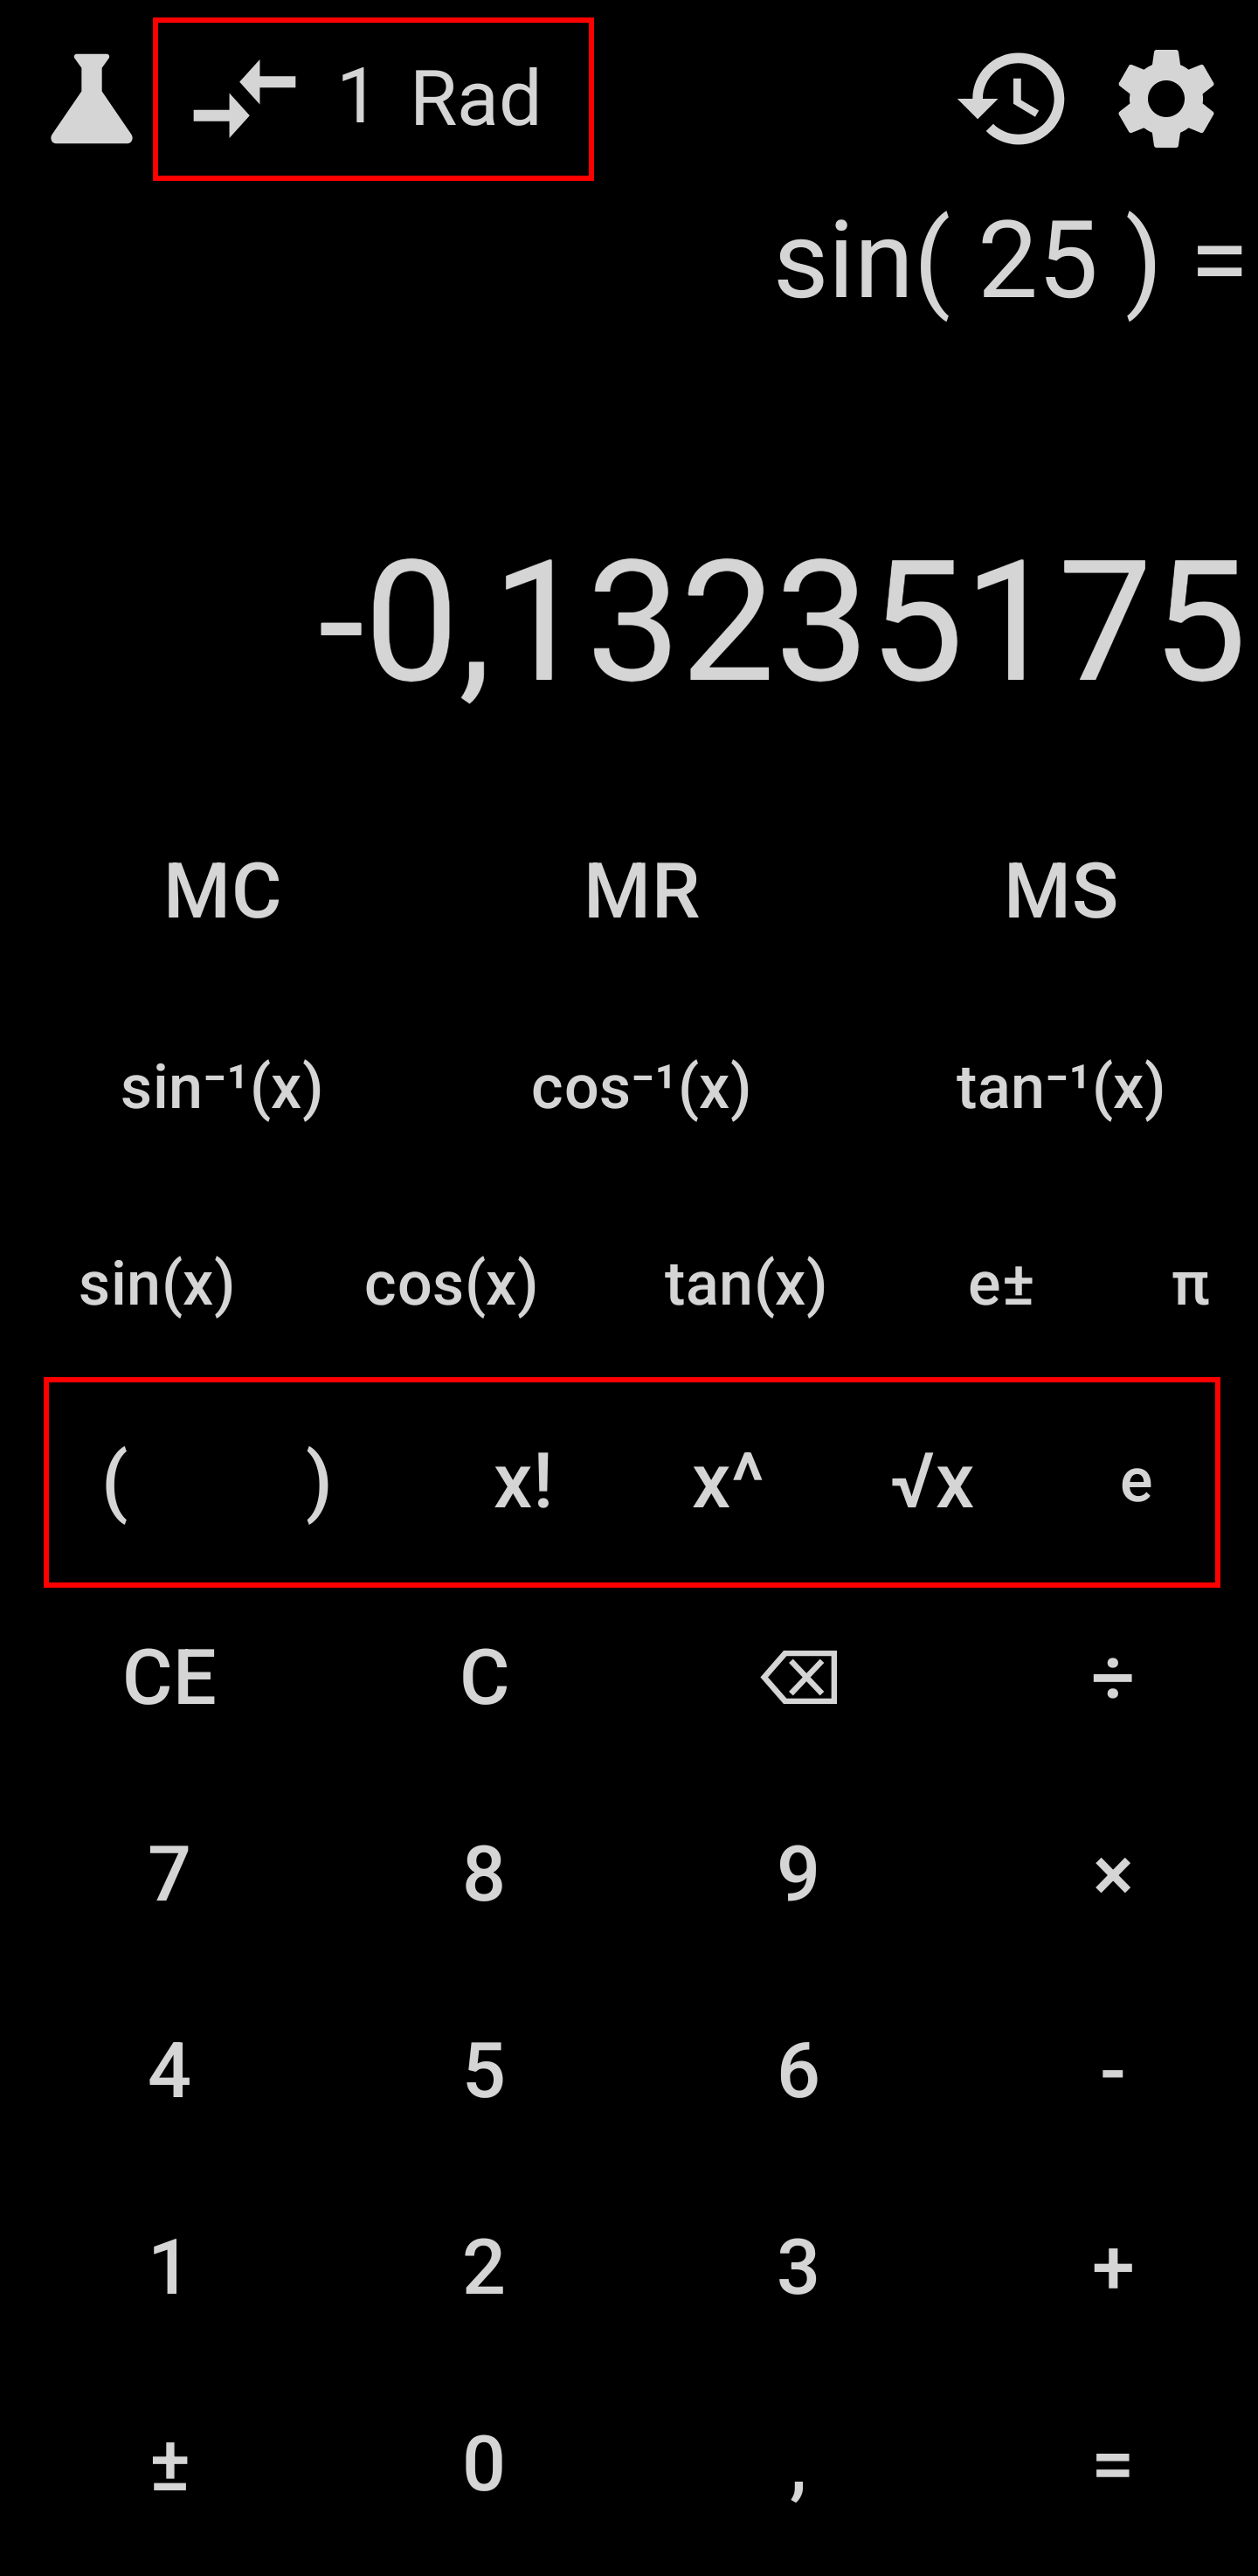 1 Rad
sin( 25 ) =
-0,13235175
MC MR MS
sin⁻¹(x) cos⁻¹(x) tan⁻¹(x)
sin(x) cos(x) tan(x) e± π
( ) x! x^ √x e
CE C ÷
7 8 9 ×
4 5 6 -
1 2 3 +
± 0 , =